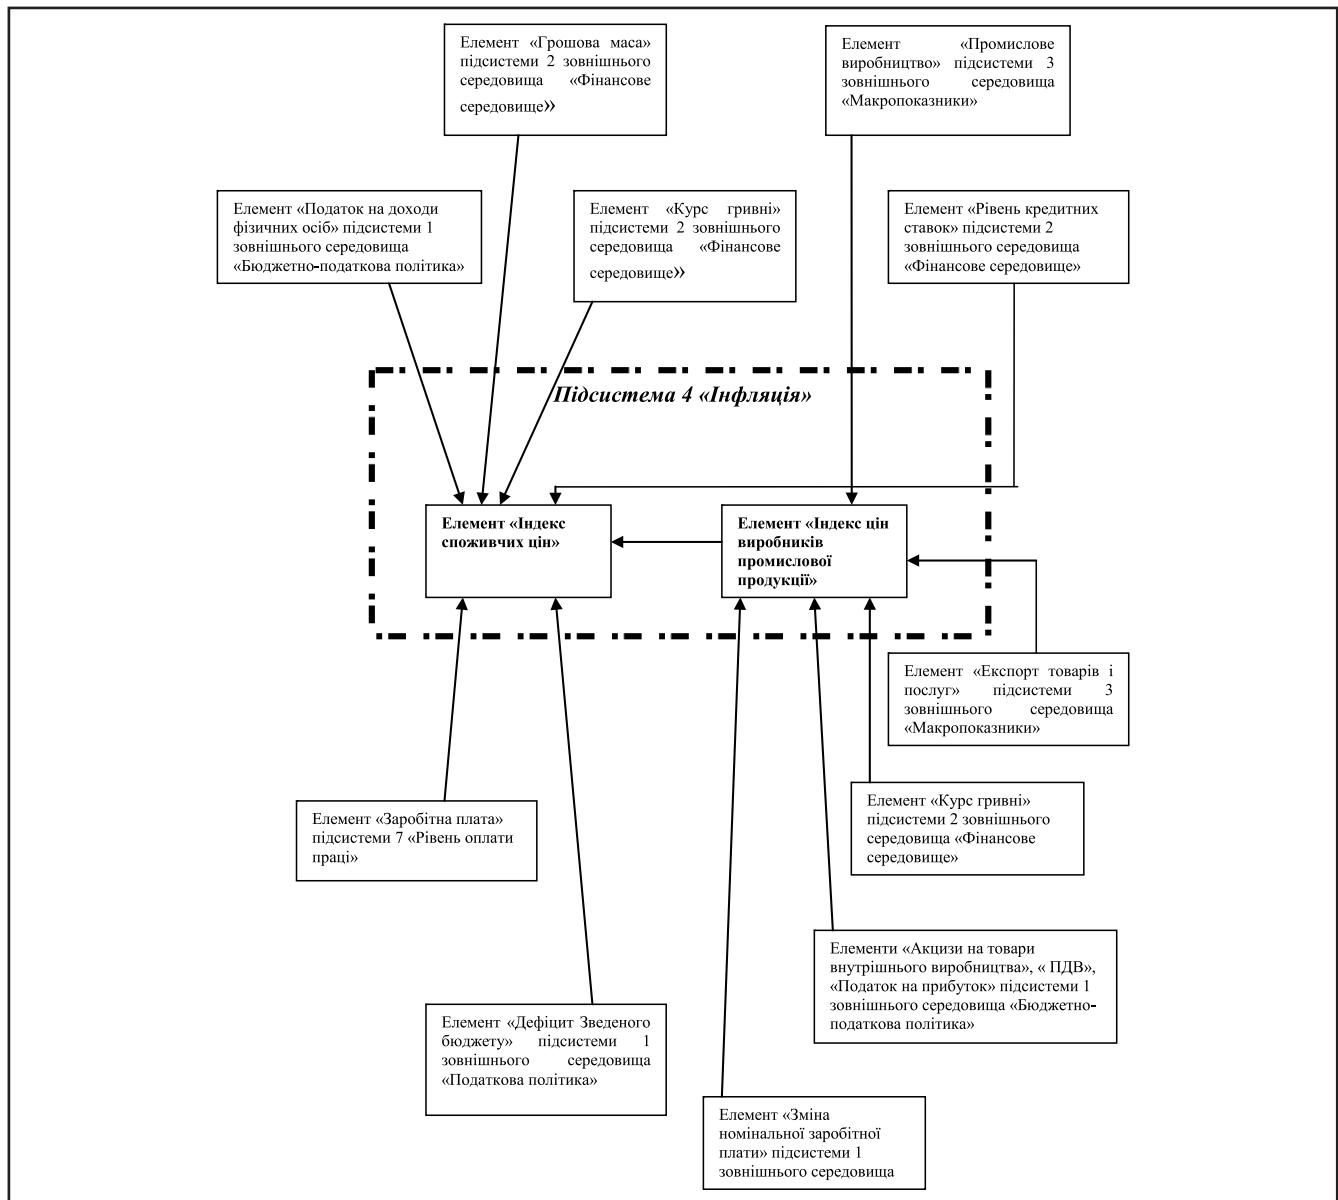 Елемент «Грошова маса»
підсистеми 2 зовнішнього
середовища «Фінансове
середовище»
Елемент «Промислове
виробництво» підсистеми 3
зовнішнього середовища
«Макропоказники»
Елемент «Податок на доходи
фізичних осіб» підсистеми 1
зовнішнього середовища
«Бюджетно-податкова політика»
Елемент «Курс гривні»
підсистеми 2 зовнішнього
середовища «Фінансове
середовище»
Елемент «Рівень кредитних
ставок» підсистеми 2
зовнішнього середовища
«Фінансове середовище»
Підсистема 4 «Інфляція»
Елемент «Індекс
споживчих цін»
Елемент «Індекс цін
виробників
промислової
продукції»
Елемент «Експорт товарів і
послуг» підсистеми 3
зовнішнього середовища
«Макропоказники»
Елемент «Курс гривні»
підсистеми 2 зовнішнього
середовища «Фінансове
середовище»
Елемент «Заробітна плата»
підсистеми 7 «Рівень оплати
праці»
Елементи «Акцизи на товари
внутрішнього виробництва», « ПДВ»,
«Податок на прибуток» підсистеми 1
зовнішнього середовища «Бюджетно-
податкова політика»
Елемент «Дефіцит Зведеного
бюджету» підсистеми 1
зовнішнього середовища
«Податкова політика»
Елемент «Зміна
номінальної заробітної
плати» підсистеми 1
зовнішнього середовища